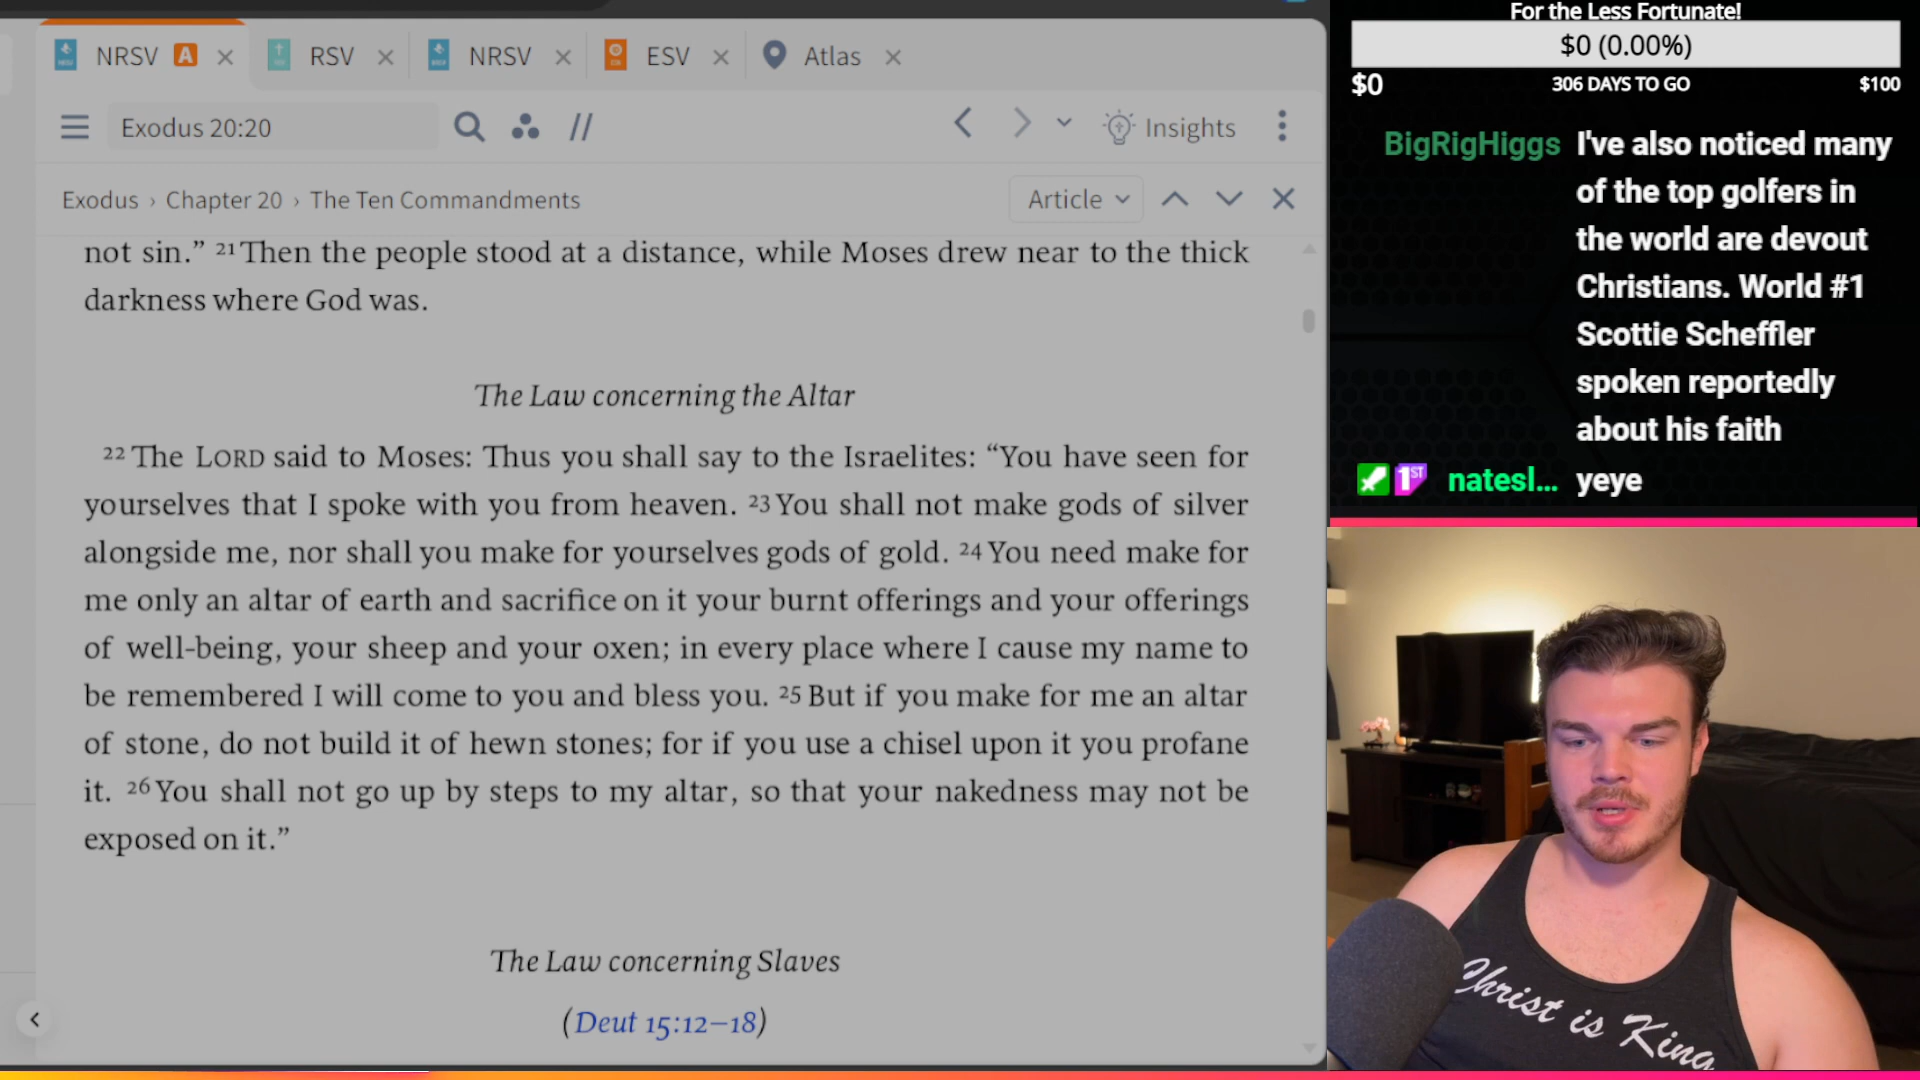 NRSV A
RSV
NRSV
ESV
Atlas
Exodus 20:20
Insights
Exodus › Chapter 20 › The Ten Commandments
Article
not sin.” 21 Then the people stood at a distance, while Moses drew near to the thick
darkness where God was.
The Law concerning the Altar
22 The LORD said to Moses: Thus you shall say to the Israelites: “You have seen for
yourselves that I spoke with you from heaven. 23 You shall not make gods of silver
alongside me, nor shall you make for yourselves gods of gold. 24 You need make for
me only an altar of earth and sacrifice on it your burnt offerings and your offerings
of well-being, your sheep and your oxen; in every place where I cause my name to
be remembered I will come to you and bless you. 25 But if you make for me an altar
of stone, do not build it of hewn stones; for if you use a chisel upon it you profane
it. 26 You shall not go up by steps to my altar, so that your nakedness may not be
exposed on it.”
The Law concerning Slaves
(Deut 15:12–18)
For the Less Fortunate!
$0 (0.00%)
$0
306 DAYS TO GO
$100
BigRigHiggs I've also noticed many
of the top golfers in
the world are devout
Christians. World #1
Scottie Scheffler
spoken reportedly
about his faith
1ST natesl... yeye
Christ is King